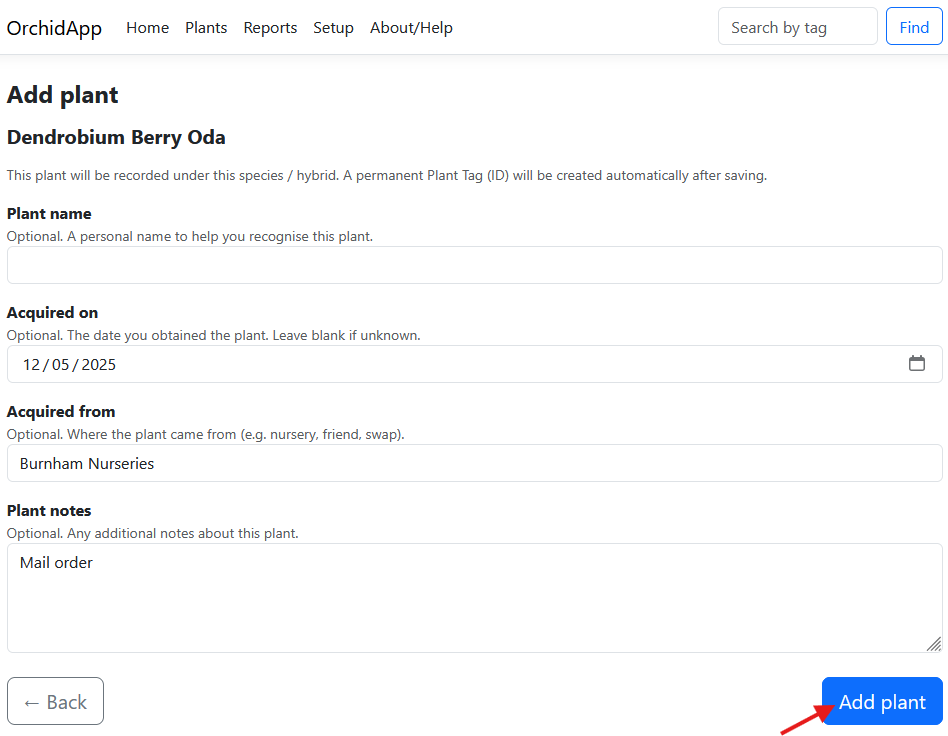 OrchidApp Home Plants Reports Setup About/Help Search by tag Find
Add plant
Dendrobium Berry Oda
This plant will be recorded under this species / hybrid. A permanent Plant Tag (ID) will be created automatically after saving.
Plant name
Optional. A personal name to help you recognise this plant.
Acquired on
Optional. The date you obtained the plant. Leave blank if unknown.
12/05/2025
Acquired from
Optional. Where the plant came from (e.g. nursery, friend, swap).
Burnham Nurseries
Plant notes
Optional. Any additional notes about this plant.
Mail order
← Back Add plant